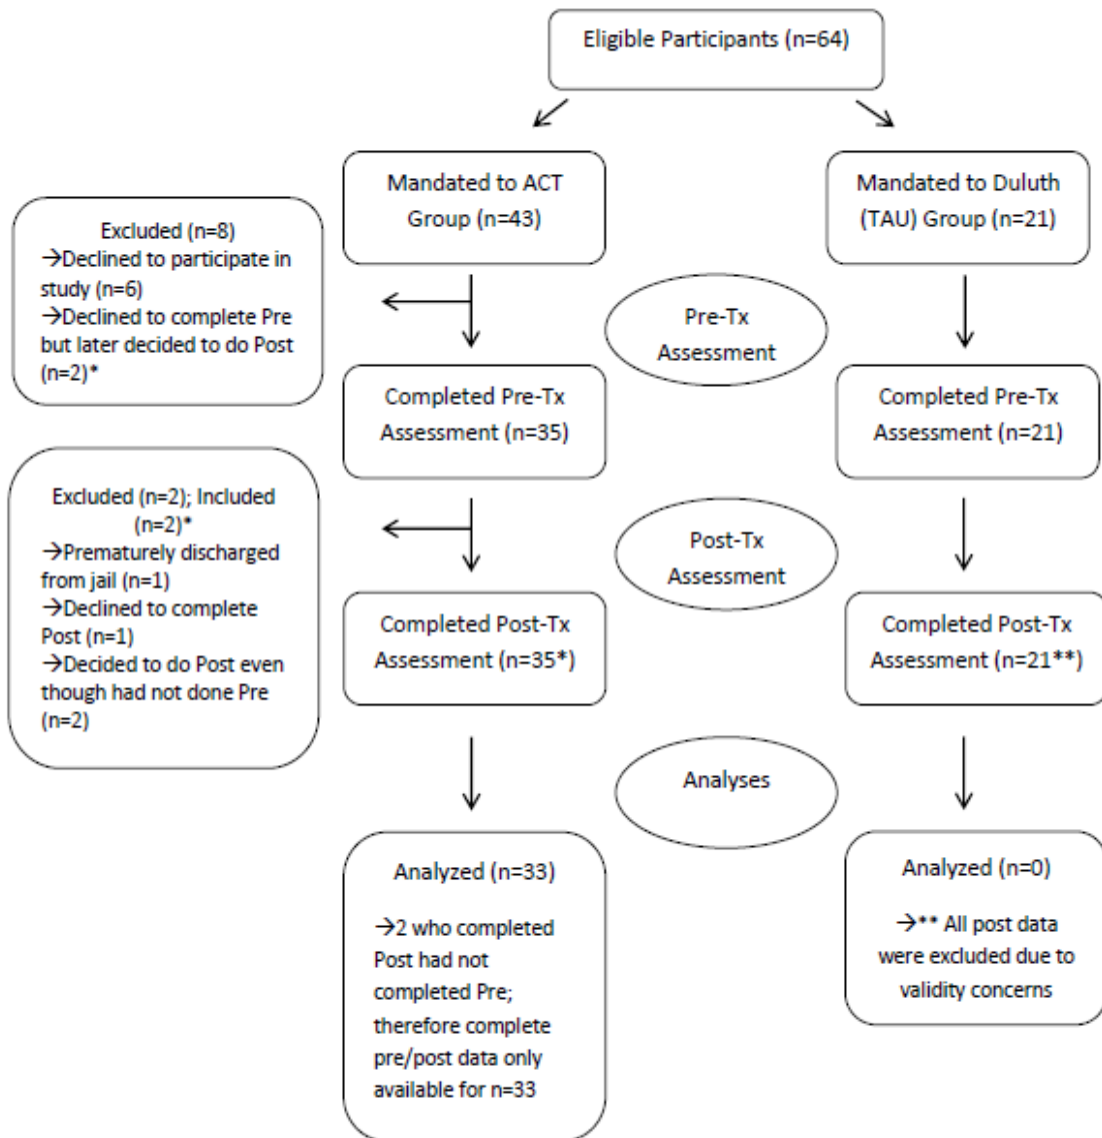 Eligible Participants (n=64)
Mandated to ACT
Group (n=43)
Mandated to Duluth
(TAU) Group (n=21)
Excluded (n=8)
→Declined to participate in
study (n=6)
→Declined to complete Pre
but later decided to do Post
(n=2)*
Pre-Tx
Assessment
Completed Pre-Tx
Assessment (n=35)
Completed Pre-Tx
Assessment (n=21)
Excluded (n=2); Included
(n=2)*
→Prematurely discharged
from jail (n=1)
→Declined to complete
Post (n=1)
→Decided to do Post even
though had not done Pre
(n=2)
Post-Tx
Assessment
Completed Post-Tx
Assessment (n=35*)
Completed Post-Tx
Assessment (n=21**)
Analyses
Analyzed (n=33)
→2 who completed
Post had not
completed Pre;
therefore complete
pre/post data only
available for n=33
Analyzed (n=0)
→** All post data
were excluded due to
validity concerns